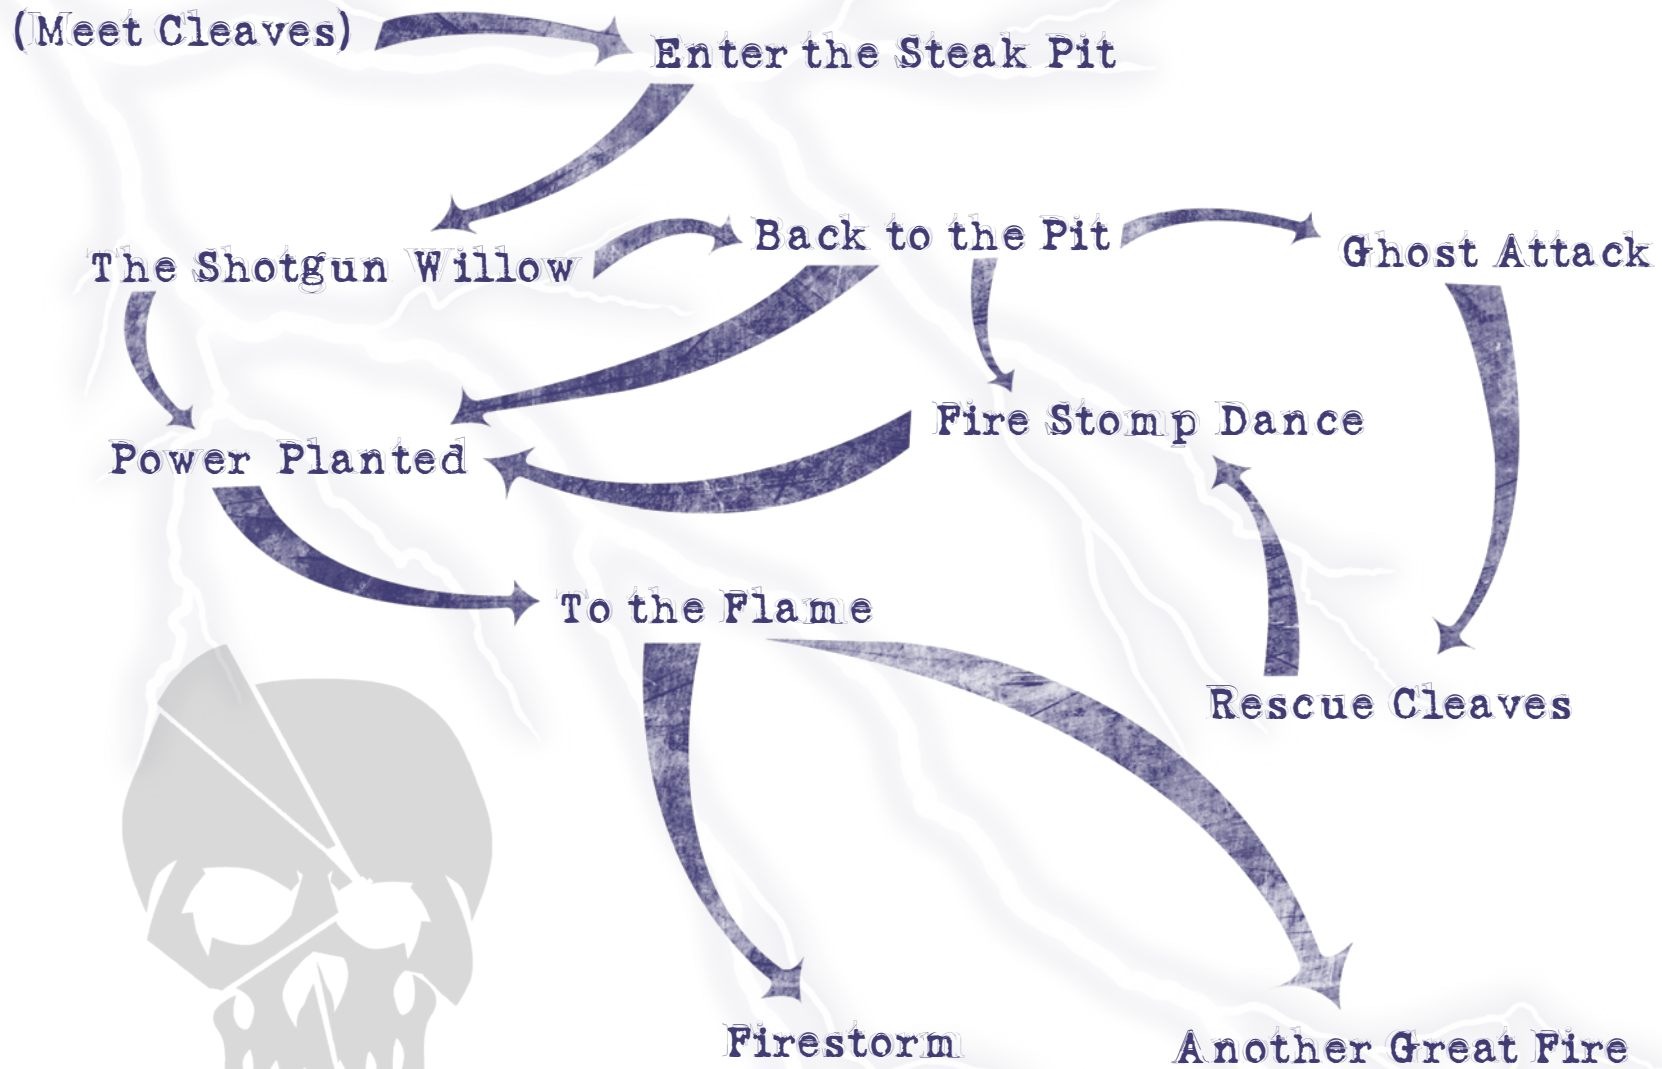 (Meet Cleaves)
Enter the Steak Pit
The Shotgun Willow
Back to the Pit
Ghost Attack
Power Planted
Fire Stomp Dance
To the Flame
Rescue Cleaves
Firestorm
Another Great Fire